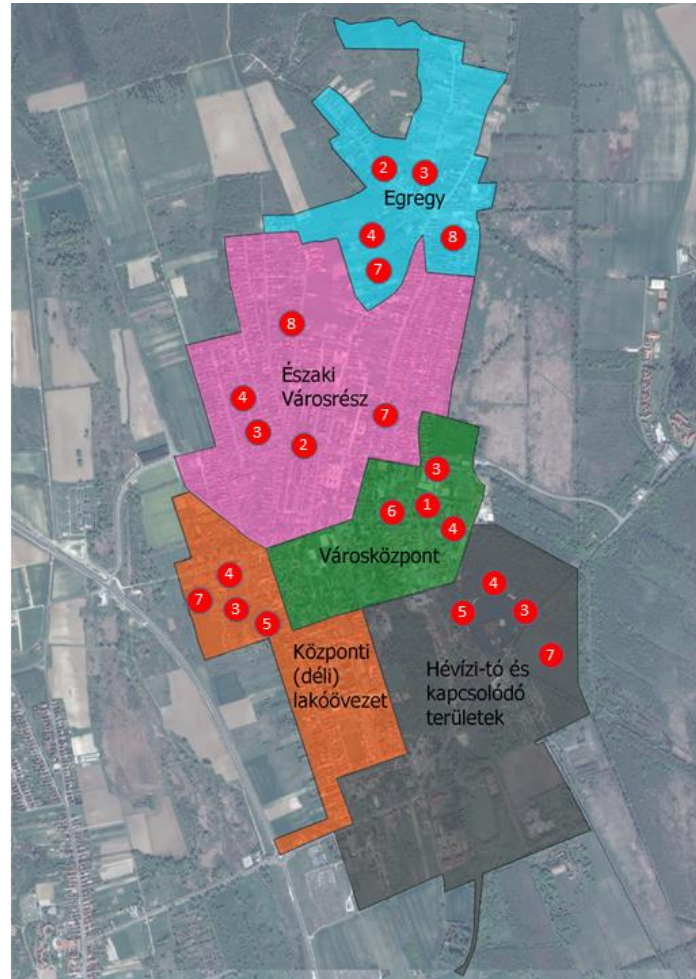 2
3
Egregy
4
8
7
8
Északi
Városrész
4
7
3
2
3
6
1
4
Városközpont
4
7
3
5
4
5
3
7
Központi
(déli)
lakóövezet
Hévízi-tó és
kapcsolódó
területek